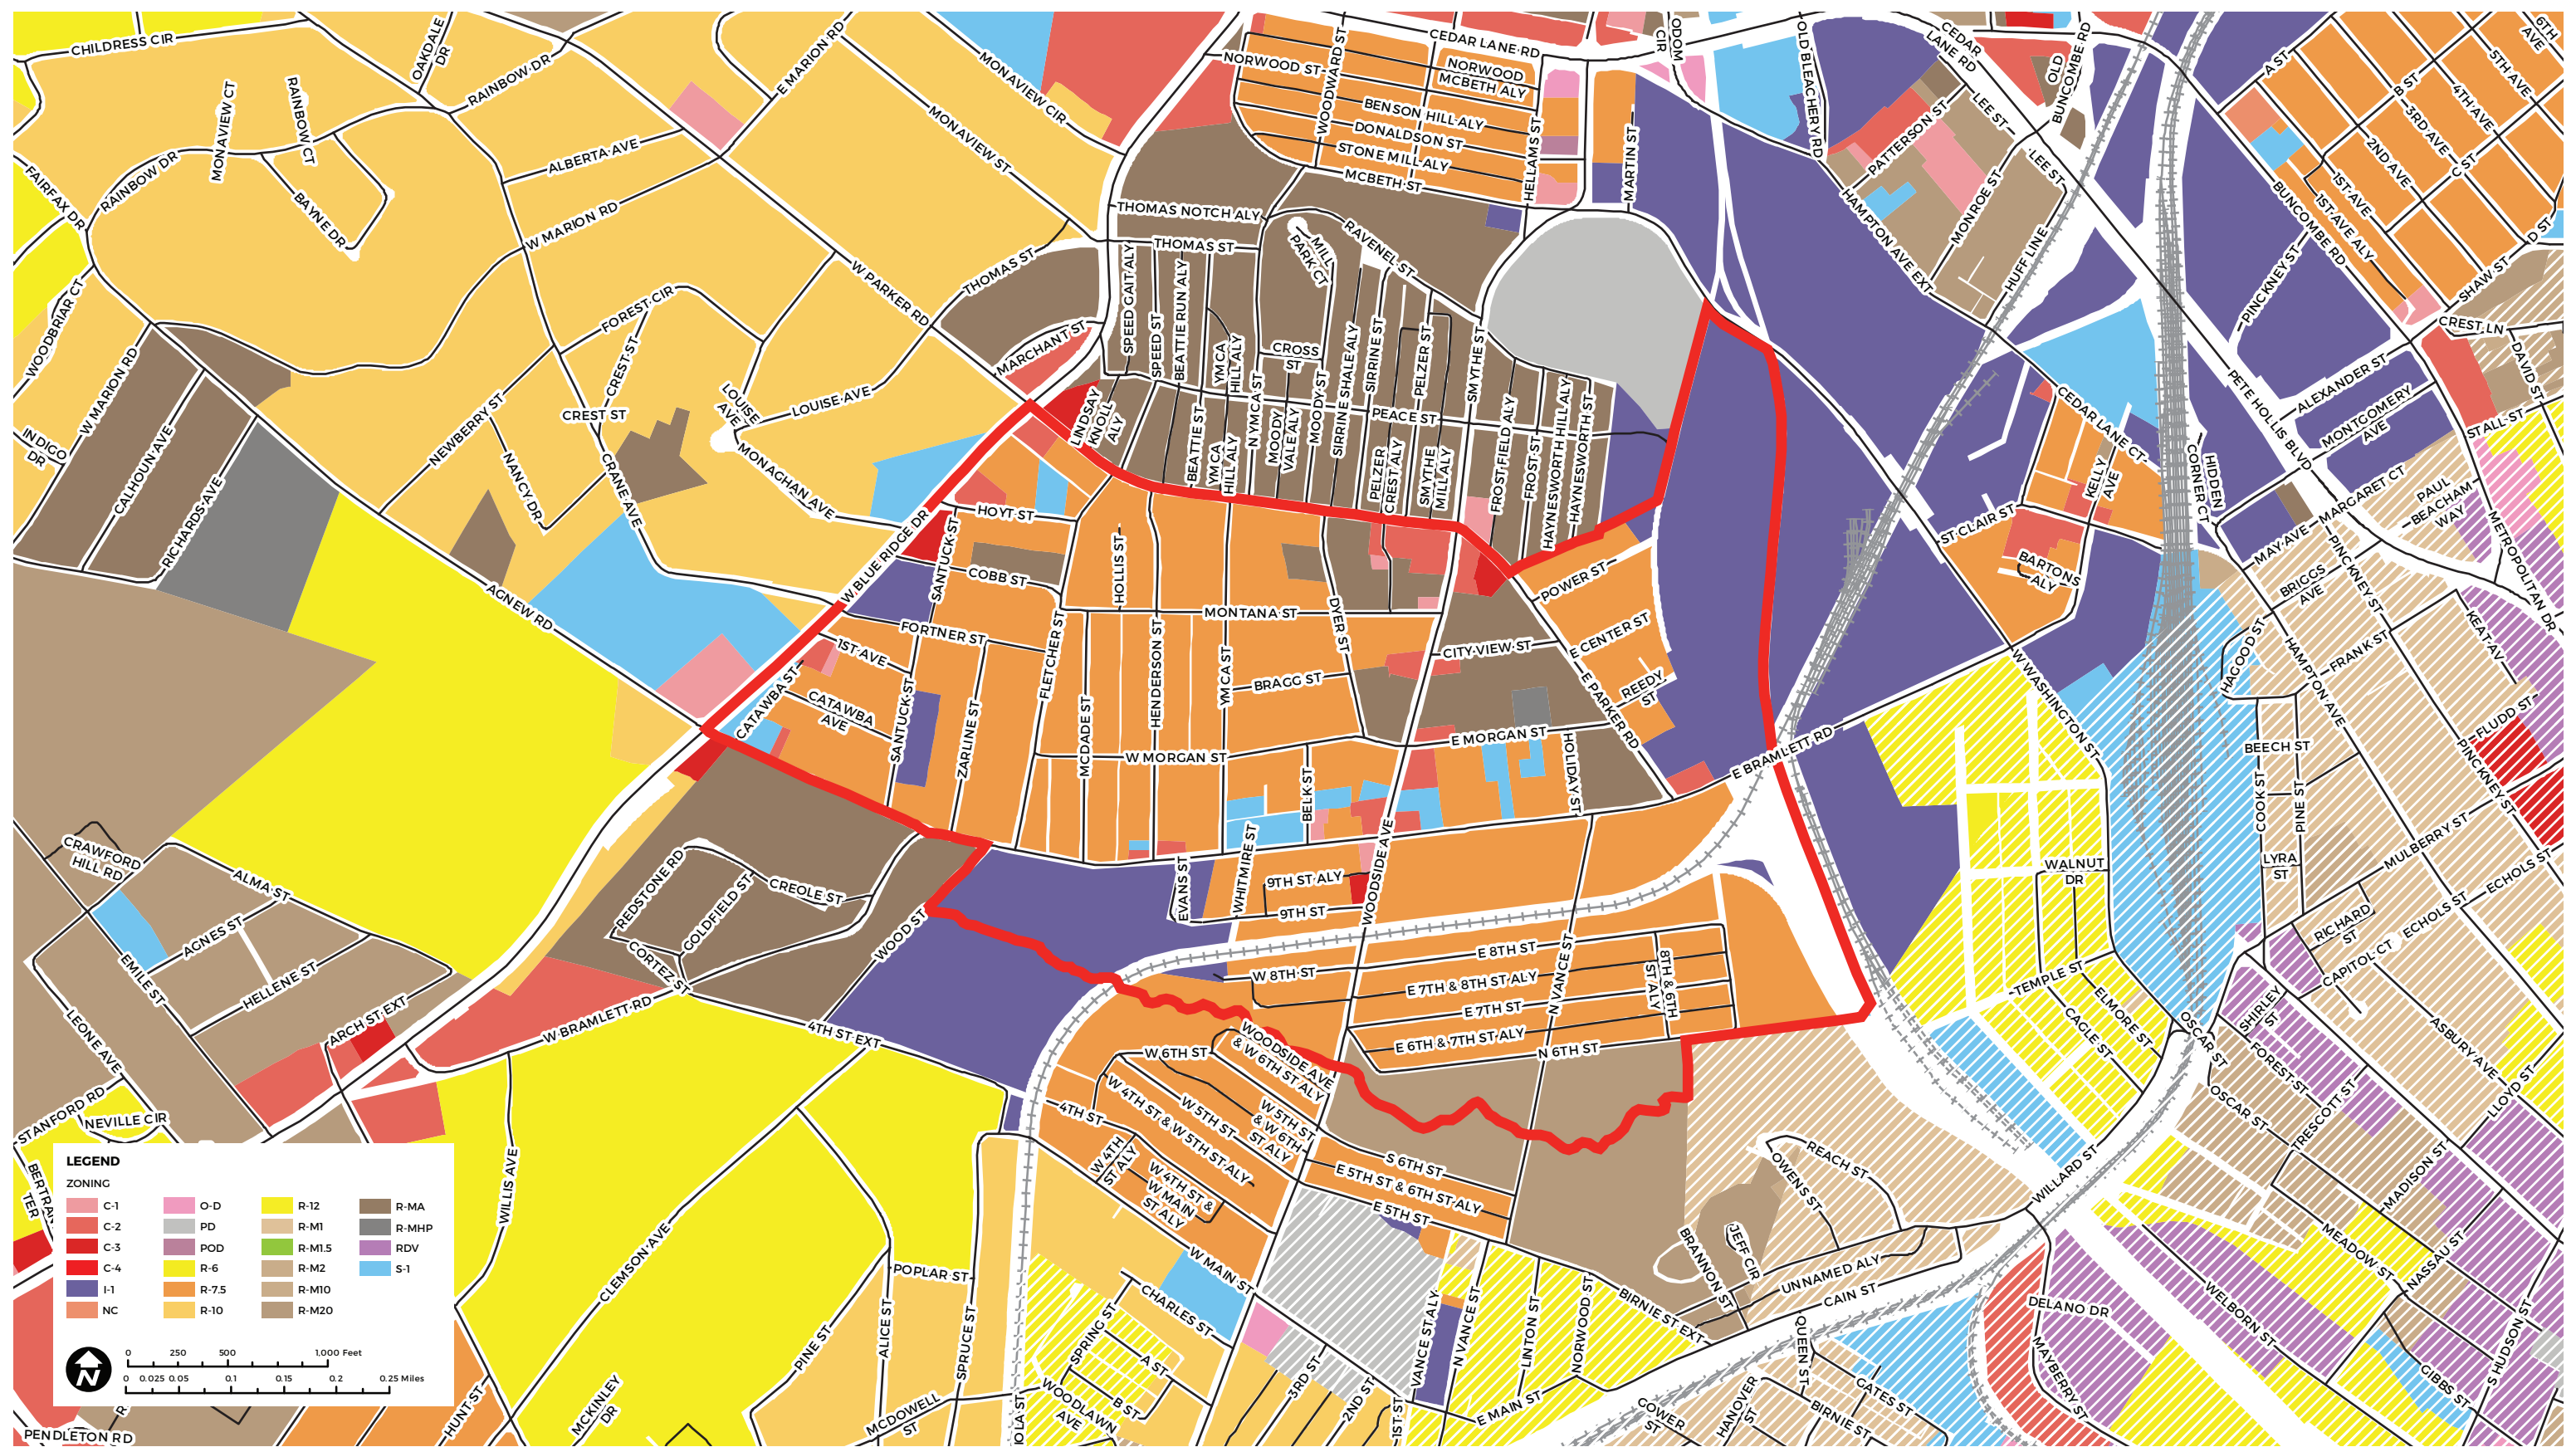 CHILDRESS CIR
OAKDALE
DR
RAINBOW DR
E MARION RD
MONAVIEW CIR
MONAVIEW ST
MONAVIEW CT
RAINBOW CT
RAINBOW DR
BAYNE DR
ALBERTA AVE
W MARION RD
FAIRFAX DR
WOODBRIAR CT
W MARION RD
INDIGO
DR
CALHOUN AVE
RICHARDS AVE
NEWBERRY ST
NANCY DR
FOREST CIR
CREST ST
CREST ST
CRANE AVE
LOUISE
AVE
LOUISE AVE
MONAGHAN AVE
W PARKER RD
THOMAS ST
MARCHANT ST
AGNEW RD
W BLUE RIDGE DR
NORWOOD ST
WOODWARD ST
CEDAR LANE RD
NORWOOD
MCBETH ALY
BENSON HILL ALY
DONALDSON ST
STONE MILL ALY
MCBETH ST
HELLAMS ST
MARTIN ST
ODOM
CIR
OLD BLEACHERY RD
CEDAR
LANE RD
OLD
BUNCOMBE RD
LEE ST
LEE ST
PATTERSON ST
MONROE ST
HAMPTON AVE EXT
HUFF LINE
A ST
B ST
C ST
D ST
6TH
AVE
5TH AVE
4TH AVE
3RD AVE
2ND AVE
1ST AVE
1ST AVE ALY
BUNCOMBE RD
PINCKNEY ST
SHAW ST
CREST LN
DAVID ST
STALL ST
ALEXANDER ST
MONTGOMERY
AVE
PETE HOLLIS BLVD
MARGARET CT
PAUL
BEACHAM
WAY
METROPOLITAN DR
THOMAS NOTCH ALY
THOMAS ST
MILL
PARK CT
RAVENEL ST
SPEED GAIT ALY
SPEED ST
BEATTIE RUN ALY
YMCA
HILL ALY
CROSS
ST
N YMCA ST
MOODY
VALE ALY
MOODY ST
SIRRINE SHALE ALY
SIRRINE ST
PELZER ST
SMYTHE ST
PEACE ST
LINDSAY
KNOLL
ALY
BEATTIE ST
YMCA
HILL ALY
PELZER
CREST ALY
SMYTHE
MILL ALY
FROST FIELD ALY
FROST ST
HAYNESWORTH HILL ALY
HAYNESWORTH ST
CEDAR LANE CT
KELLY
AVE
ST CLAIR ST
BARTONS
ALY
HIDDEN
CORNER CT
MAY AVE
BRIGGS
AVE
PINCKNEY ST
HAGOOD ST
HAMPTON AVE
FRANK ST
KEAT AV
FLUDD ST
PINCKNEY ST
HOYT ST
SANTUCK ST
COBB ST
HOLLIS ST
FORTNER ST
1ST AVE
CATAWBA ST
CATAWBA
AVE
SANTUCK ST
ZARLINE ST
FLETCHER ST
MCDADE ST
HENDERSON ST
YMCA ST
MONTANA ST
DYER ST
BRAGG ST
W MORGAN ST
E MORGAN ST
CITY VIEW ST
POWER ST
E CENTER ST
REEDY
ST
E PARKER RD
HOLIDAY ST
E BRAMLETT RD
W WASHINGTON ST
BELK ST
WHITMIRE ST
EVANS ST
WOODSIDE AVE
9TH ST ALY
9TH ST
W 8TH ST
E 8TH ST
E 7TH & 8TH ST ALY
E 7TH ST
E 6TH & 7TH ST ALY
N 6TH ST
N VANCE ST
8TH & 6TH
ST ALY
BEECH ST
COOK ST
PINE ST
LYRA
ST
MULBERRY ST
ECHOLS ST
ECHOLS ST
RICHARD
ST
CAPITOL CT
WALNUT
DR
TEMPLE ST
ELMORE ST
CAGLE ST
OSCAR ST
OSCAR ST
SHIRLEY
ST
FOREST ST
TRESCOTT ST
ASBURY AVE
LLOYD ST
MADISON ST
MEADOW ST
NASSAU ST
WELBORN ST
GIBBS ST
S HUDSON ST
DELANO DR
MAYBERRY ST
WILLARD ST
REACH ST
OWENS ST
JEFF CIR
BRANNON ST
UNNAMED ALY
CAIN ST
QUEEN ST
GATES ST
BIRNIE ST
HANOVER
ST
GOWER
ST
BIRNIE ST EXT
NORWOOD ST
LINTON ST
N VANCE ST
VANCE ST ALY
E MAIN ST
1ST ST
2ND ST
3RD ST
CRAWFORD
HILL RD
ALMA ST
AGNES ST
HELLENE ST
EMILE ST
LEONE AVE
ARCH ST EXT
STANFORD RD
NEVILLE CIR
REDSTONE RD
GOLDFIELD ST
CREOLE ST
CORTEZ ST
WOOD ST
W BRAMLETT RD
4TH ST EXT
WILLIS AVE
CLEMSON AVE
PINE ST
ALICE ST
POPLAR ST
SPRUCE ST
MCDOWELL
ST
MCKINLEY
DR
HUNT ST
PENDLETON RD
IOLA ST
W 6TH ST
WOODSIDE AVE
& W 6TH ST ALY
W 5TH ST
& W 6TH
ST ALY
W 5TH ST
W 4TH ST & W 5TH ST ALY
4TH ST
W 4TH
ST ALY
W 4TH ST &
W MAIN
ST ALY
W MAIN ST
S 6TH ST
E 5TH ST & 6TH ST ALY
E 5TH ST
CHARLES ST
SPRING ST
A ST
B ST
WOODLAWN
AVE
LEGEND
ZONING
C-1
C-2
C-3
C-4
I-1
NC
O-D
PD
POD
R-6
R-7.5
R-10
R-12
R-M1
R-M1.5
R-M2
R-M10
R-M20
R-MA
R-MHP
RDV
S-1
N
0 250 500 1,000 Feet
0 0.025 0.05 0.1 0.15 0.2 0.25 Miles